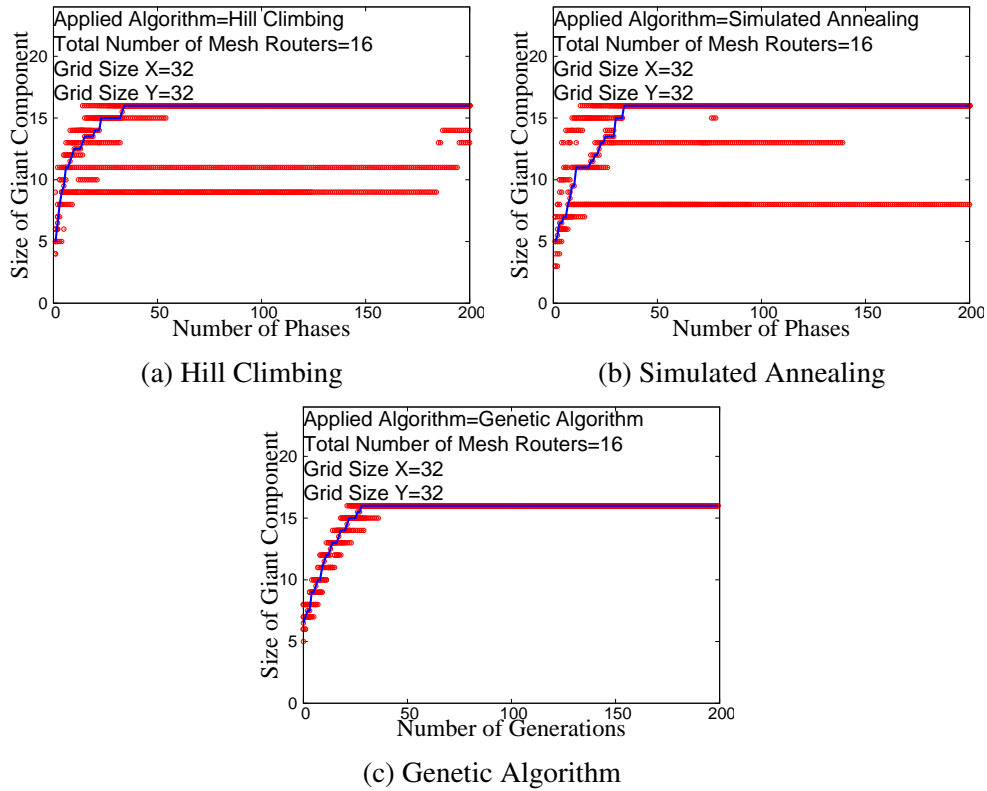 Applied Algorithm=Hill Climbing
Total Number of Mesh Routers=16
Grid Size X=32
Grid Size Y=32
Size of Giant Component
20
15
10
5
0
0 50 100 150 200
Number of Phases
(a) Hill Climbing
Applied Algorithm=Simulated Annealing
Total Number of Mesh Routers=16
Grid Size X=32
Grid Size Y=32
Size of Giant Component
20
15
10
5
0
0 50 100 150 200
Number of Phases
(b) Simulated Annealing
Applied Algorithm=Genetic Algorithm
Total Number of Mesh Routers=16
Grid Size X=32
Grid Size Y=32
Size of Giant Component
20
15
10
5
0
0 50 100 150 200
Number of Generations
(c) Genetic Algorithm